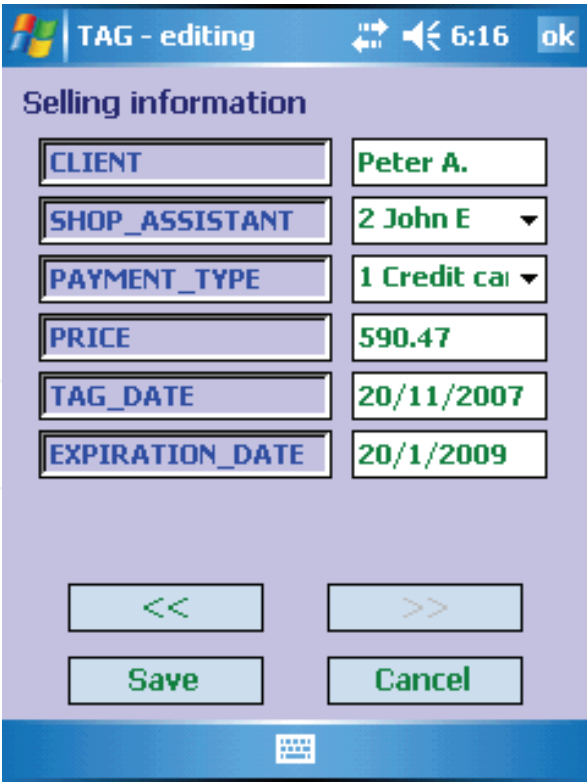 TAG - editing 6:16 ok
Selling information
CLIENT Peter A.
SHOP_ASSISTANT 2 John E
PAYMENT_TYPE 1 Credit
PRICE 590.47
TAG_DATE 20/11/2007
EXPIRATION_DATE 20/1/2009
<< >>
Save Cancel